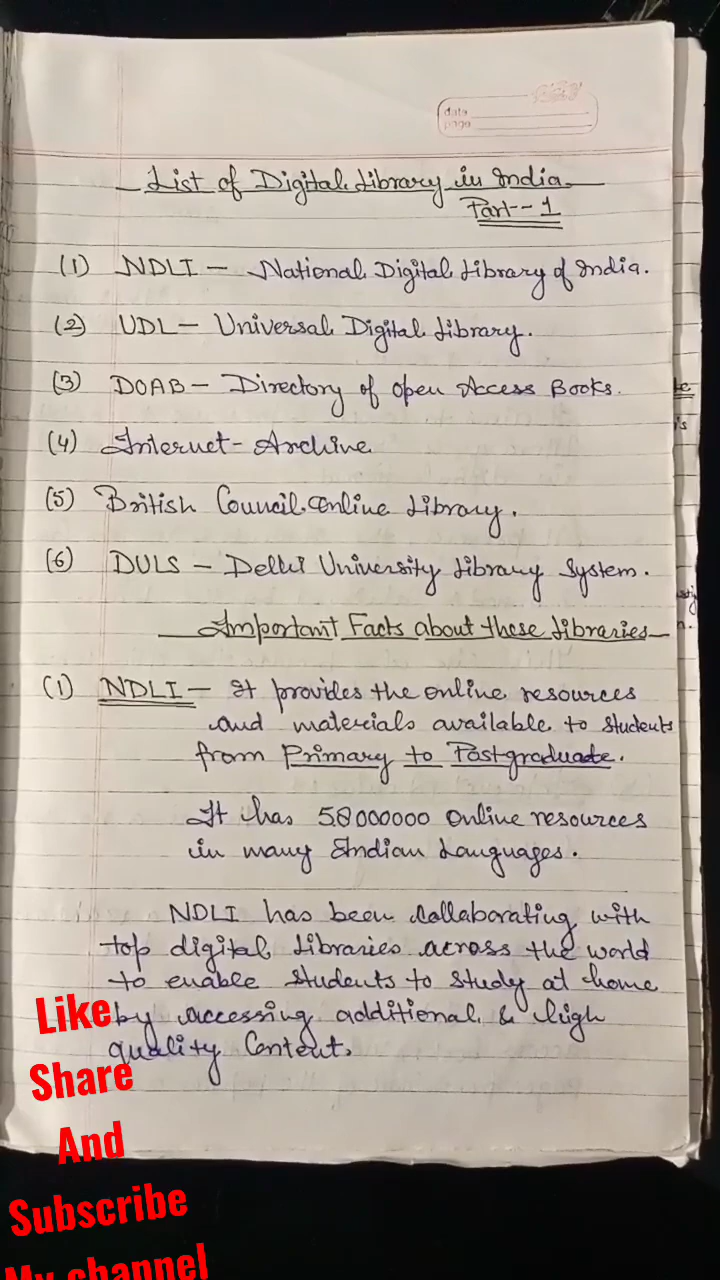 date
page
List of Digital Library in India
Part--1
(1) NDLI - National Digital Library of India.
(2) UDL - Universal Digital Library.
(3) DOAB - Directory of open Access Books.
(4) Internet-Archive
(5) British Council Online Library.
(6) DULS - Delhi University Library System.
Important Facts about these Libraries
(1) NDLI - It provides the online resources
and materials available to students
from Primary to Postgraduate.
It has 58000000 online resources
in many Indian Languages.
NDLI has been collaborating with
top digital libraries across the world
to enable students to study at home
by accessing additional & high
quality Content.
Like
Share
And
Subscribe
My channel